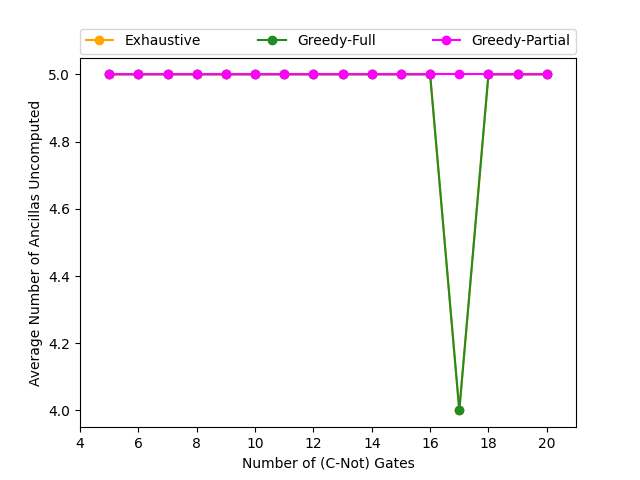 Exhaustive Greedy-Full Greedy-Partial
Average Number of Ancillas Uncomputed
5.0
4.8
4.6
4.4
4.2
4.0
4 6 8 10 12 14 16 18 20
Number of (C-Not) Gates